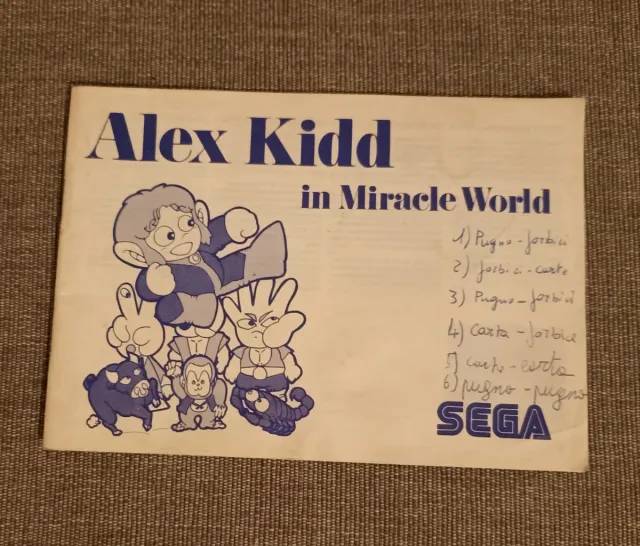 Alex Kidd
in Miracle World
1) Pugno - forbici
2) forbici - carta
3) Pugno - forbici
4) Carta - forbice
5) carta - carta
6) pugno - pugno
SEGA